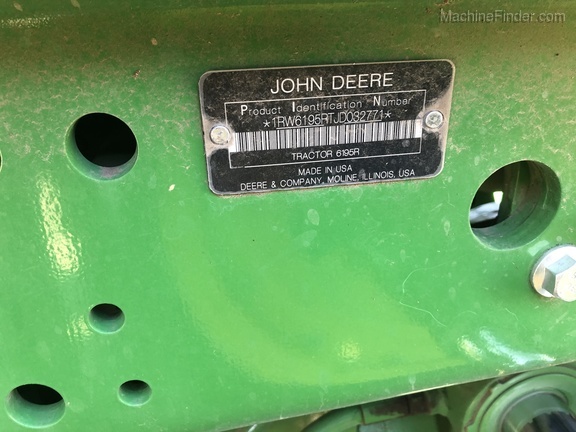 MachineFinder.com
JOHN DEERE
Product Identification Number
*1RW6195RTJD032771*
TRACTOR 6195R
MADE IN USA
DEERE & COMPANY, MOLINE, ILLINOIS, USA